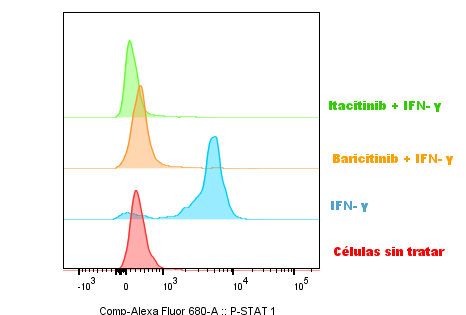 Itacitinib + IFN- γ
Baricitinib + IFN- γ
IFN- γ
Células sin tratar
-10³ 0 10³ 10⁴ 10⁵
Comp-Alexa Fluor 680-A :: P-STAT 1